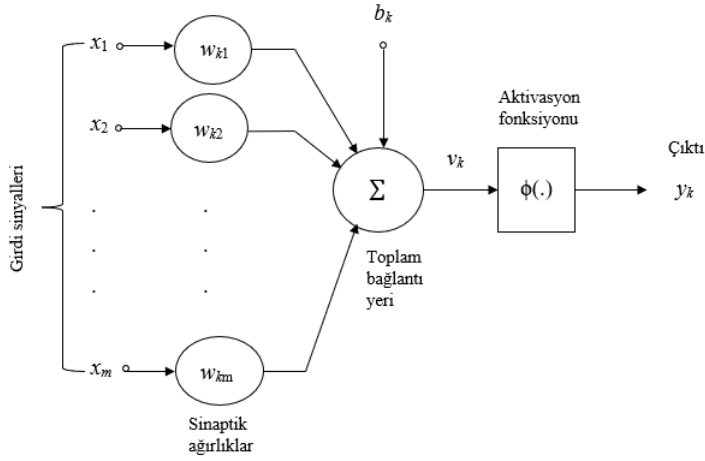 b_k
x_1
w_k1
Aktivasyon
fonksiyonu
x_2
w_k2
v_k
Çıktı
Σ
ϕ(.)
y_k
Girdi sinyalleri
. .
. .
. .
Toplam
bağlantı
yeri
x_m
w_km
Sinaptik
ağırlıklar